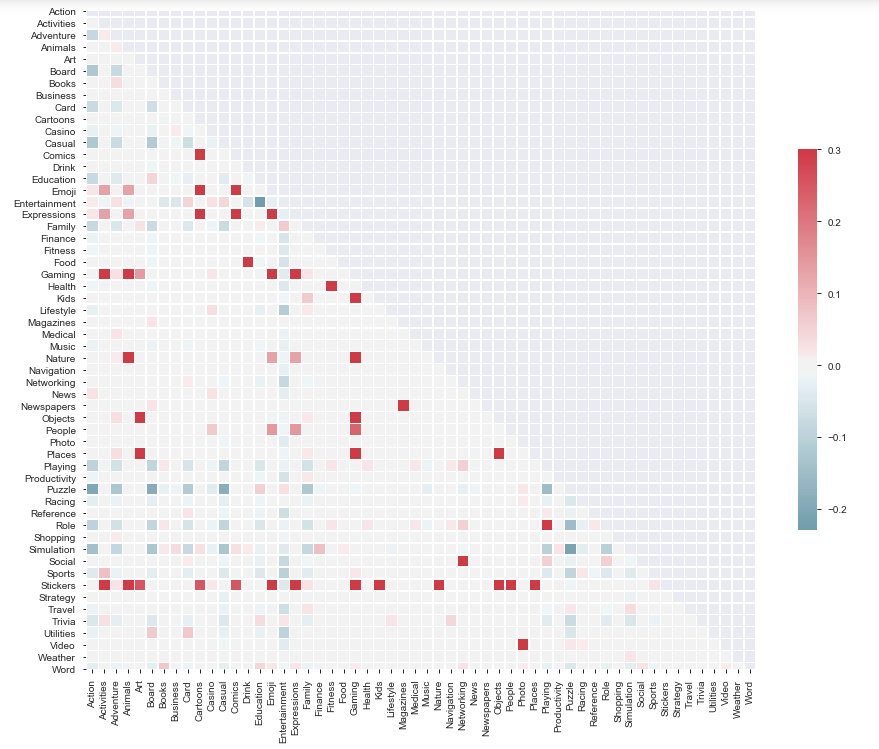 Action
Activities
Adventure
Animals
Art
Board
Books
Business
Card
Cartoons
Casino
Casual
Comics
Drink
Education
Emoji
Entertainment
Expressions
Family
Finance
Fitness
Food
Gaming
Health
Kids
Lifestyle
Magazines
Medical
Music
Nature
Navigation
Networking
News
Newspapers
Objects
People
Photo
Places
Playing
Productivity
Puzzle
Racing
Reference
Role
Shopping
Simulation
Social
Sports
Stickers
Strategy
Travel
Trivia
Utilities
Video
Weather
Word
0.3
0.2
0.1
0.0
−0.1
−0.2
Action
Activities
Adventure
Animals
Art
Board
Books
Business
Card
Cartoons
Casino
Casual
Comics
Drink
Education
Emoji
Entertainment
Expressions
Family
Finance
Fitness
Food
Gaming
Health
Kids
Lifestyle
Magazines
Medical
Music
Nature
Navigation
Networking
News
Newspapers
Objects
People
Photo
Places
Playing
Productivity
Puzzle
Racing
Reference
Role
Shopping
Simulation
Social
Sports
Stickers
Strategy
Travel
Trivia
Utilities
Video
Weather
Word